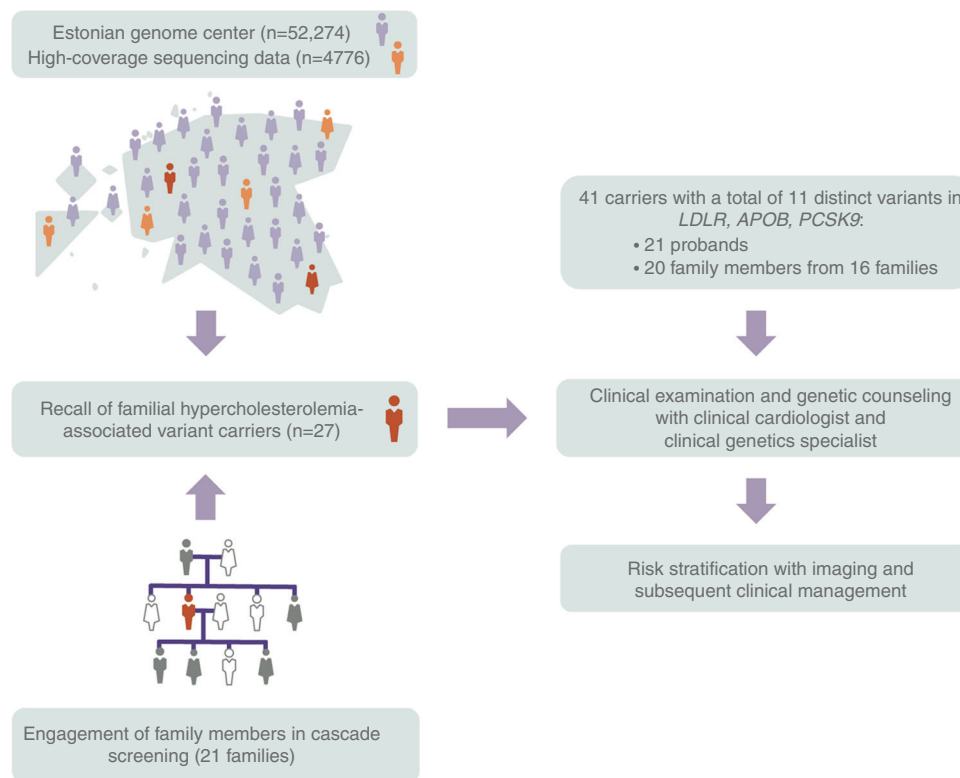 Estonian genome center (n=52,274)
High-coverage sequencing data (n=4776)
Recall of familial hypercholesterolemia-
associated variant carriers (n=27)
Engagement of family members in cascade
screening (21 families)
41 carriers with a total of 11 distinct variants in
LDLR, APOB, PCSK9:
• 21 probands
• 20 family members from 16 families
Clinical examination and genetic counseling
with clinical cardiologist and
clinical genetics specialist
Risk stratification with imaging and
subsequent clinical management